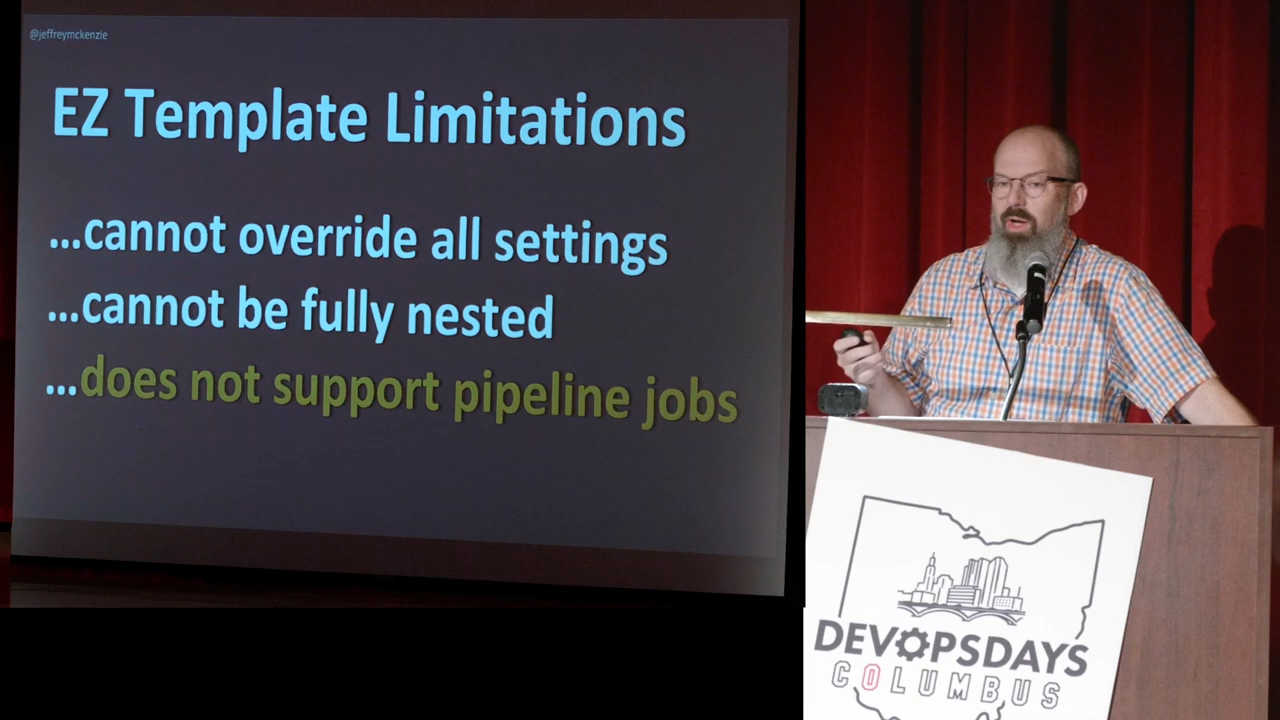 @jeffreymckenzie
EZ Template Limitations
...cannot override all settings
...cannot be fully nested
...does not support pipeline jobs
DEVOPSDAYS
COLUMBUS